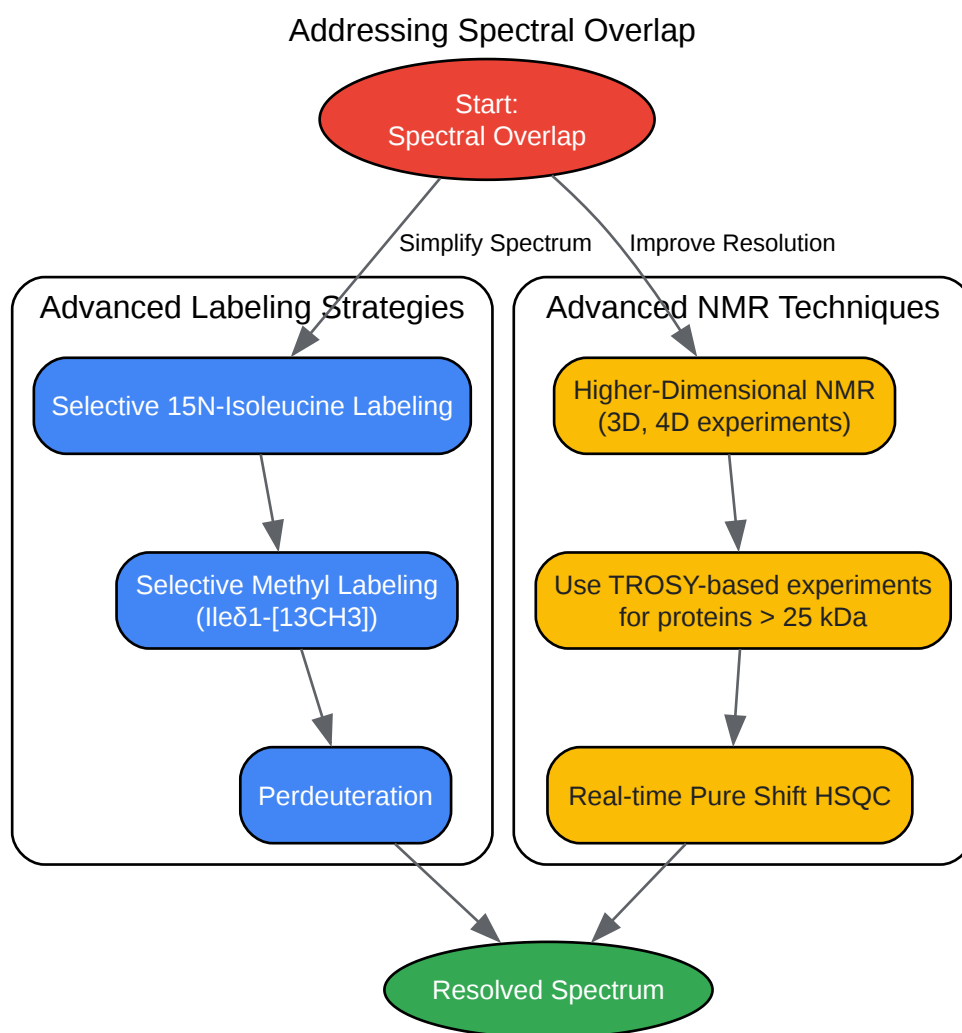 Addressing Spectral Overlap
Start:
Spectral Overlap
Simplify Spectrum
Improve Resolution
Advanced Labeling Strategies
Selective 15N-Isoleucine Labeling
Selective Methyl Labeling
(Ileδ1-[13CH3])
Perdeuteration
Advanced NMR Techniques
Higher-Dimensional NMR
(3D, 4D experiments)
Use TROSY-based experiments
for proteins > 25 kDa
Real-time Pure Shift HSQC
Resolved Spectrum